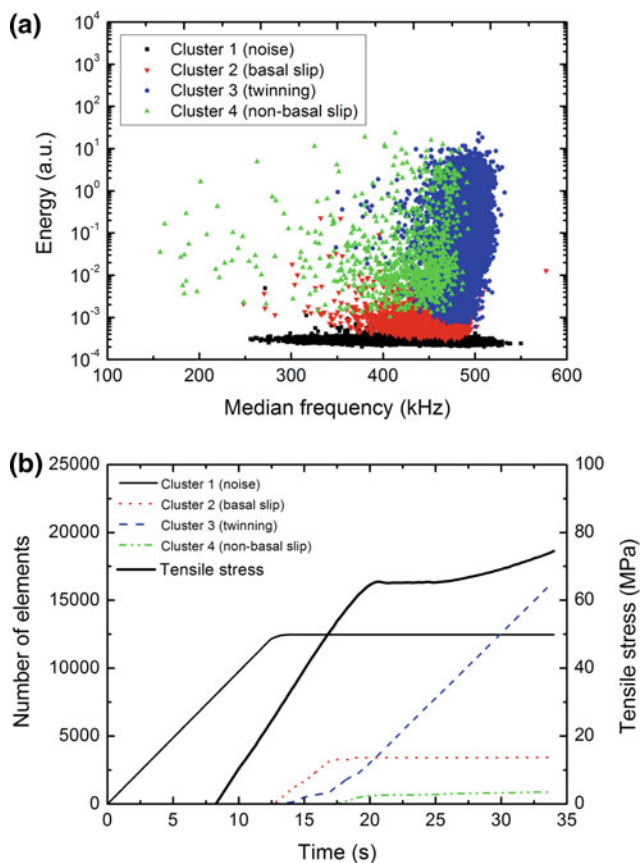 (a)
Cluster 1 (noise)
Cluster 2 (basal slip)
Cluster 3 (twinning)
Cluster 4 (non-basal slip)
10⁴
10³
10²
10¹
10⁰
10⁻¹
10⁻²
10⁻³
10⁻⁴
Energy (a.u.)
100 200 300 400 500 600
Median frequency (kHz)
(b)
Cluster 1 (noise)
Cluster 2 (basal slip)
Cluster 3 (twinning)
Cluster 4 (non-basal slip)
Tensile stress
25000
20000
15000
10000
5000
0
Number of elements
100
80
60
40
20
0
Tensile stress (MPa)
0 5 10 15 20 25 30 35
Time (s)